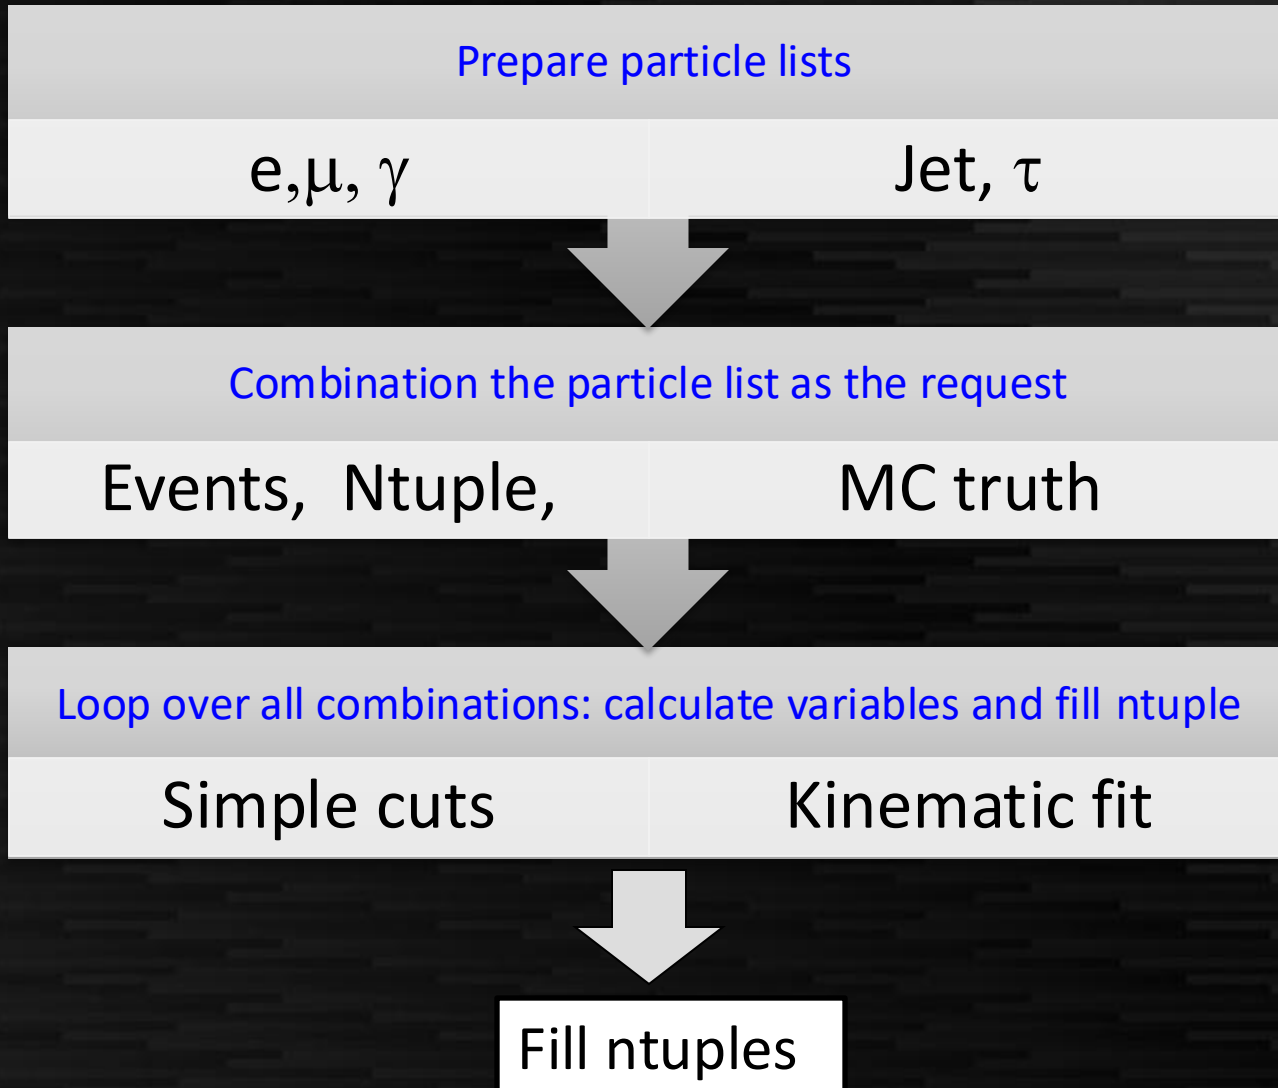 Prepare particle lists
e,μ, γ
Jet, τ
Combination the particle list as the request
Events, Ntuple,
MC truth
Loop over all combinations: calculate variables and fill ntuple
Simple cuts
Kinematic fit
Fill ntuples